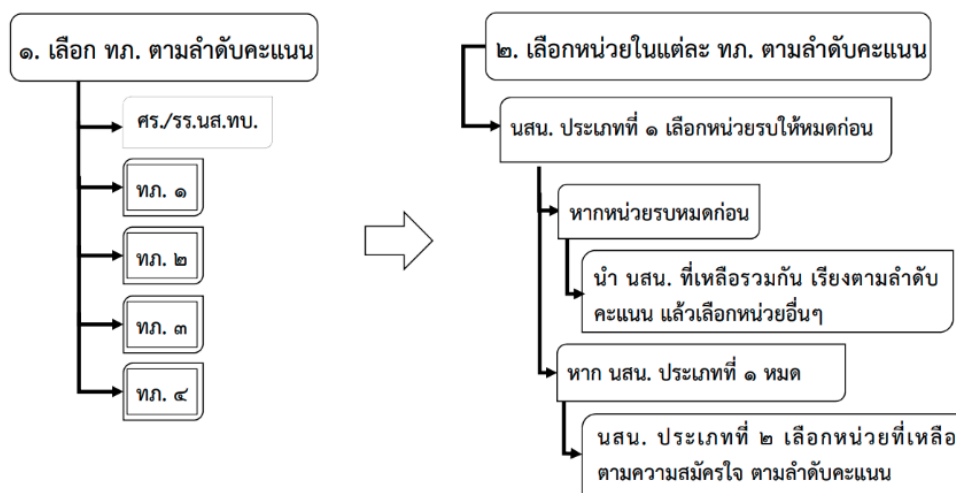 ๑. เลือก ทภ. ตามลำดับคะแนน
ศร./รร.นส.ทบ.
ทภ. ๑
ทภ. ๒
ทภ. ๓
ทภ. ๔
๒. เลือกหน่วยในแต่ละ ทภ. ตามลำดับคะแนน
นสน. ประเภทที่ ๑ เลือกหน่วยรบให้หมดก่อน
หากหน่วยรบหมดก่อน
นำ นสน. ที่เหลือรวมกัน เรียงตามลำดับ
คะแนน แล้วเลือกหน่วยอื่นๆ
หาก นสน. ประเภทที่ ๑ หมด
นสน. ประเภทที่ ๒ เลือกหน่วยที่เหลือ
ตามความสมัครใจ ตามลำดับคะแนน